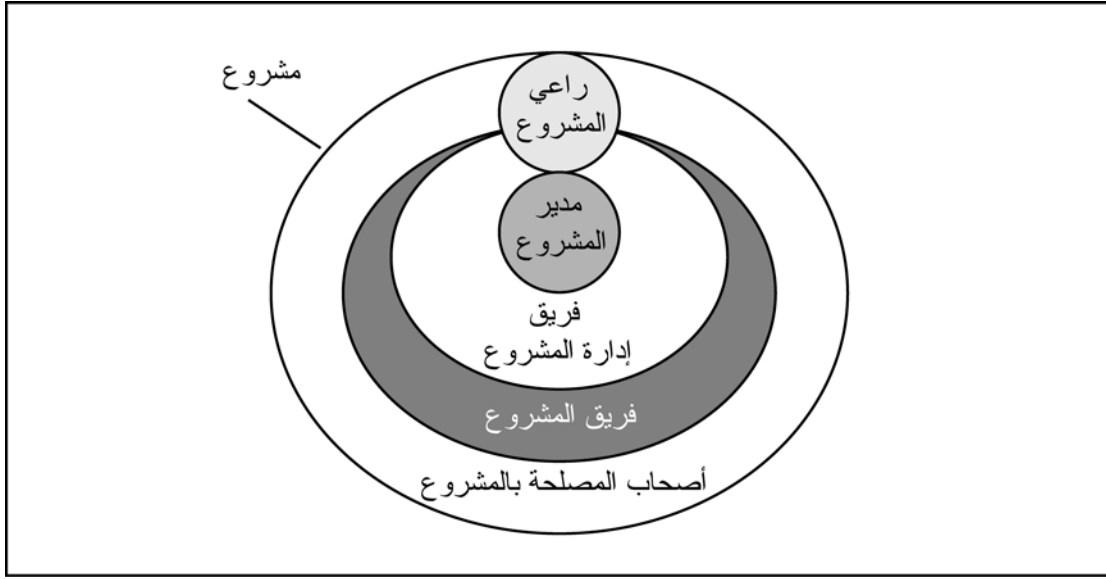 مشروع
راعي
المشروع
مدير
المشروع
فريق
إدارة المشروع
فريق المشروع
أصحاب المصلحة بالمشروع